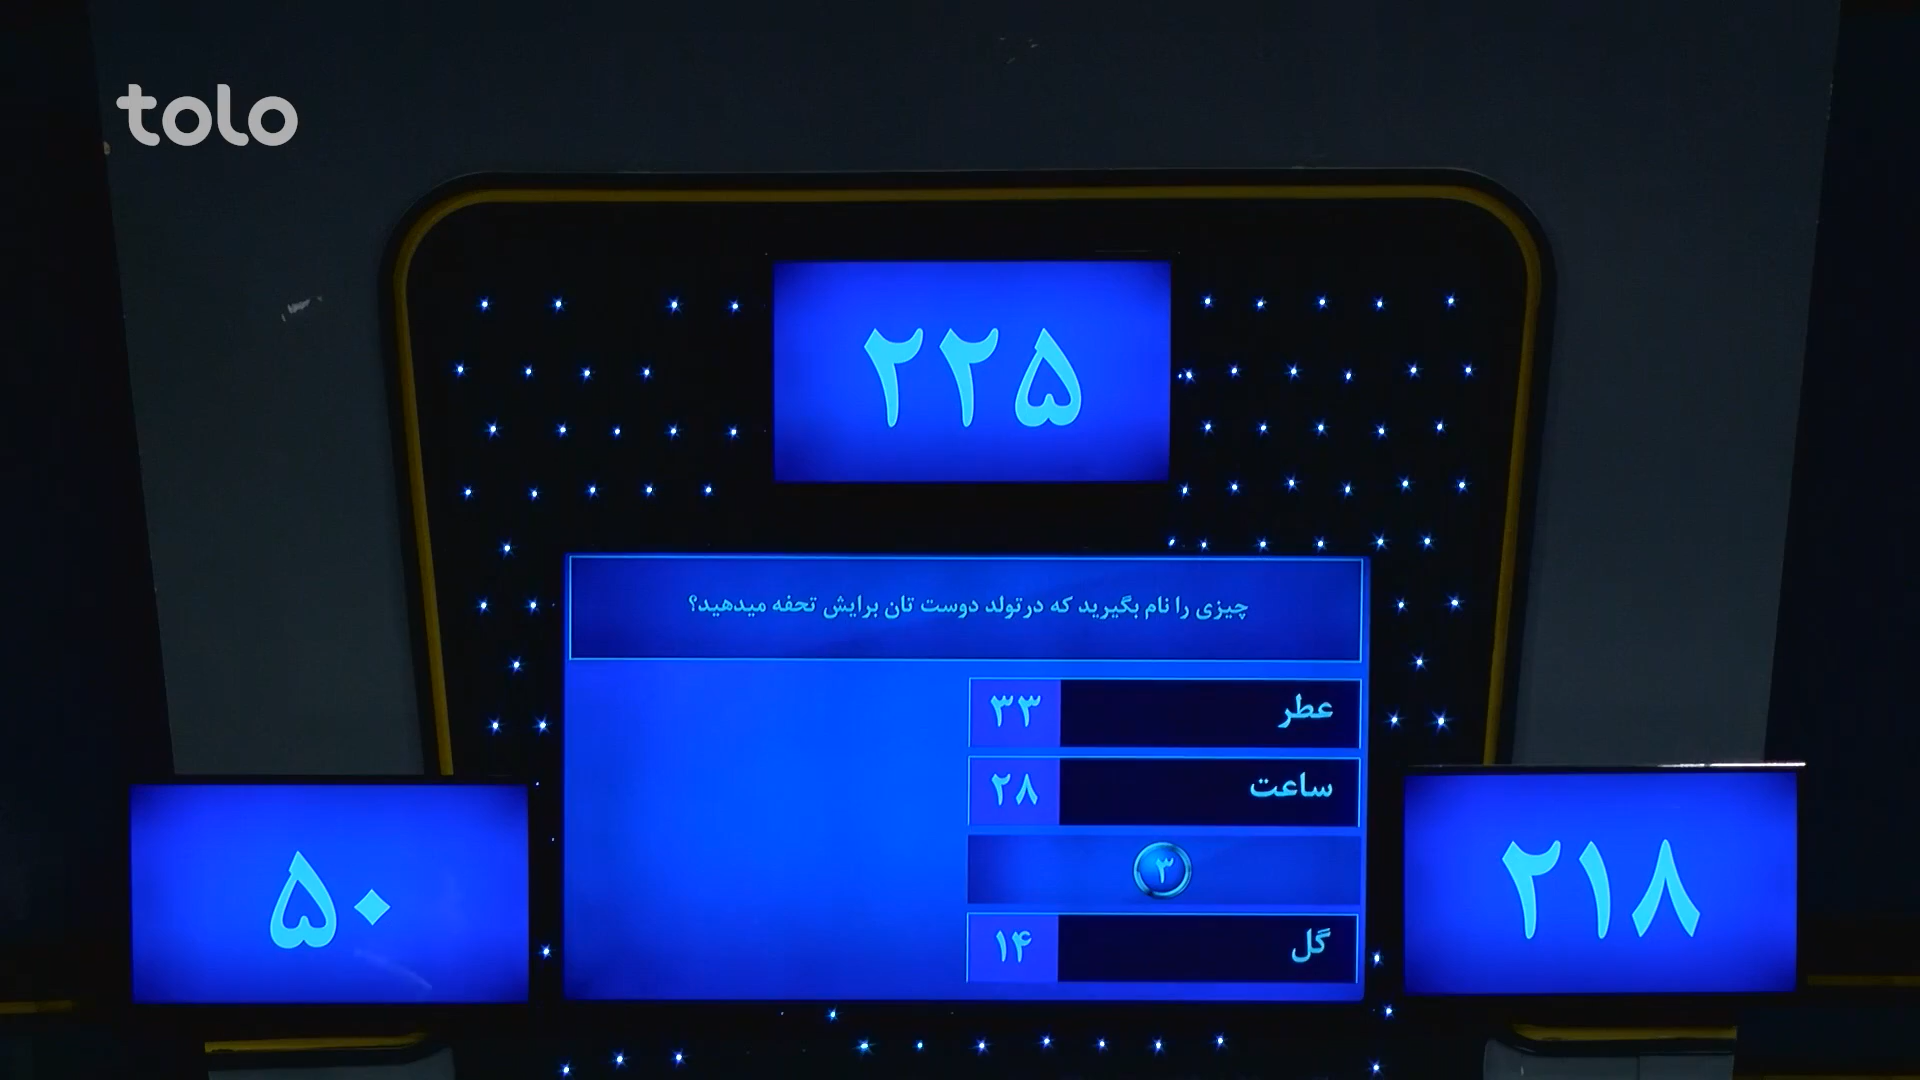 tolo
۲۲۵
چیزی را نام بگیرید که درتولد دوست تان برایش تحفه میدهید؟
عطر ۳۳
ساعت ۲۸
۳
گل ۱۴
۵۰
۲۱۸